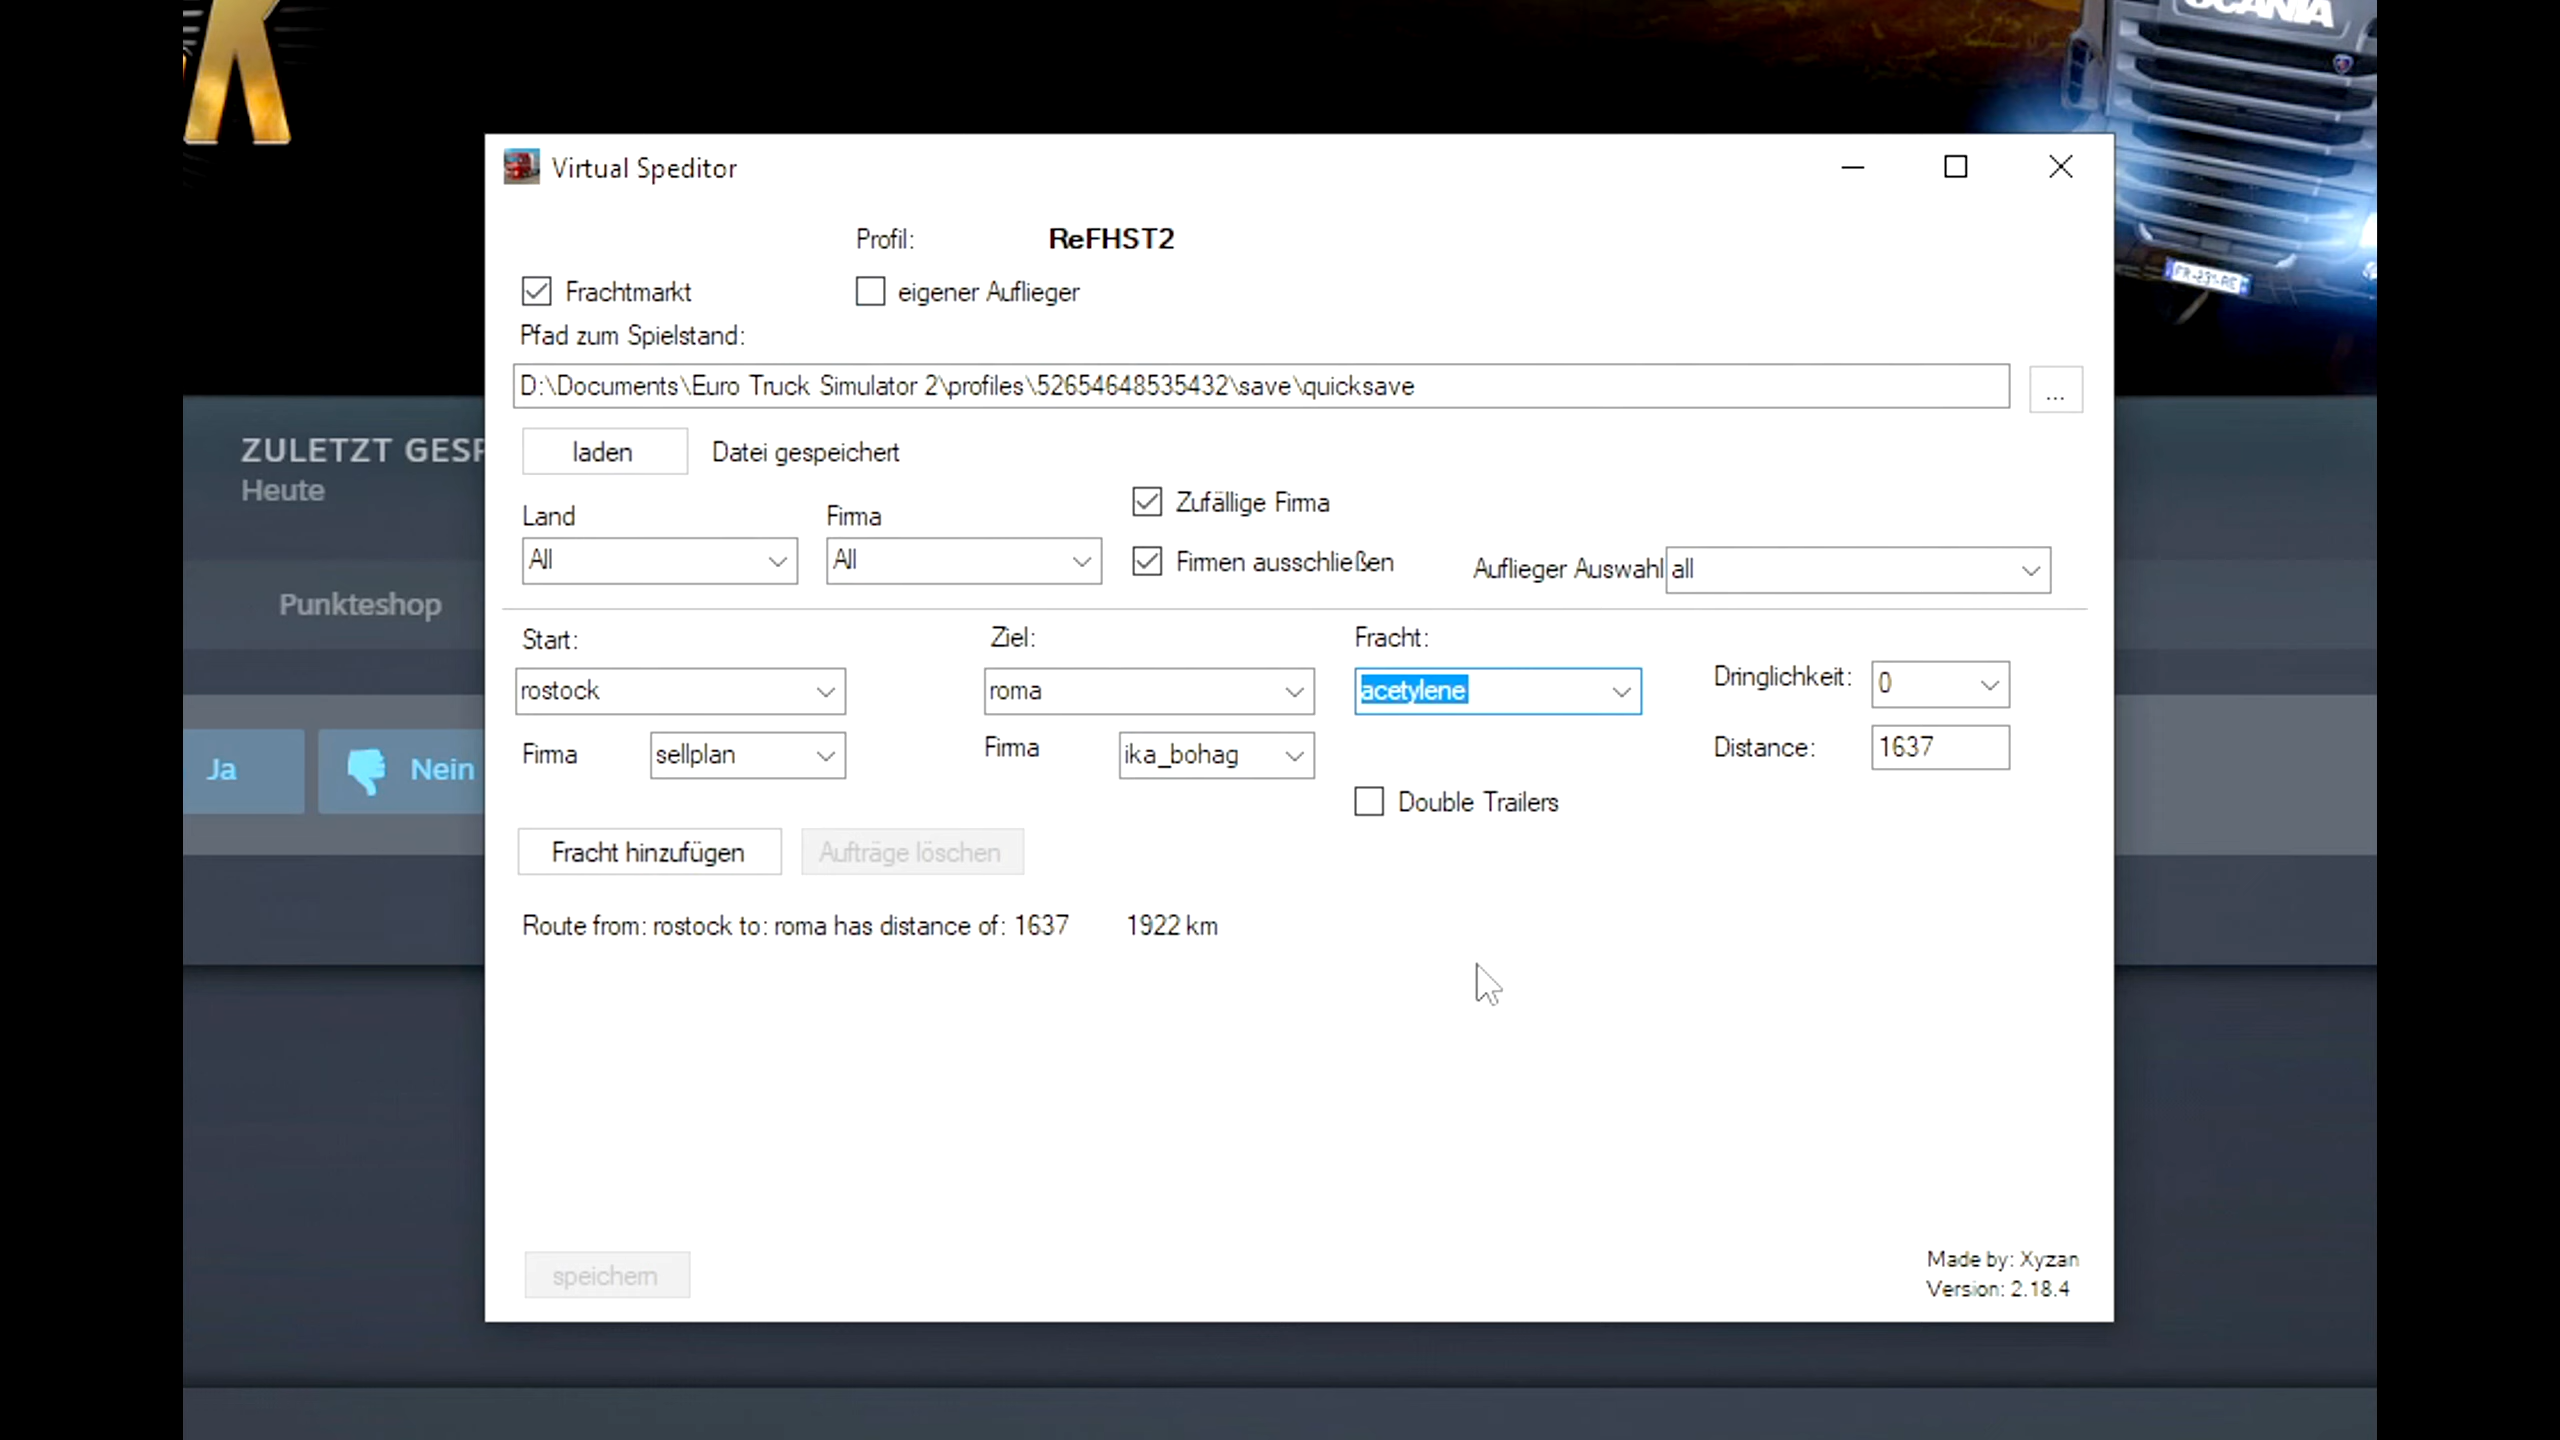 SCANIA
Virtual Speditor
Profil: ReFHST2
Frachtmarkt eigener Auflieger
Pfad zum Spielstand:
D:\Documents\Euro Truck Simulator 2\profiles\52654648535432\save\quicksave
...
laden Datei gespeichert
ZULETZT GESP
Heute
Zufällige Firma
Land Firma
All All Firmen ausschließen Auflieger Auswahl all
Punkteshop
Start: Ziel: Fracht:
rostock roma acetylene Dringlichkeit: 0
Firma sellplan Firma ika_bohag Distance: 1637
Ja Nein
Double Trailers
Fracht hinzufügen Aufträge löschen
Route from: rostock to: roma has distance of: 1637 1922 km
speichern
Made by: Xyzan
Version: 2.18.4